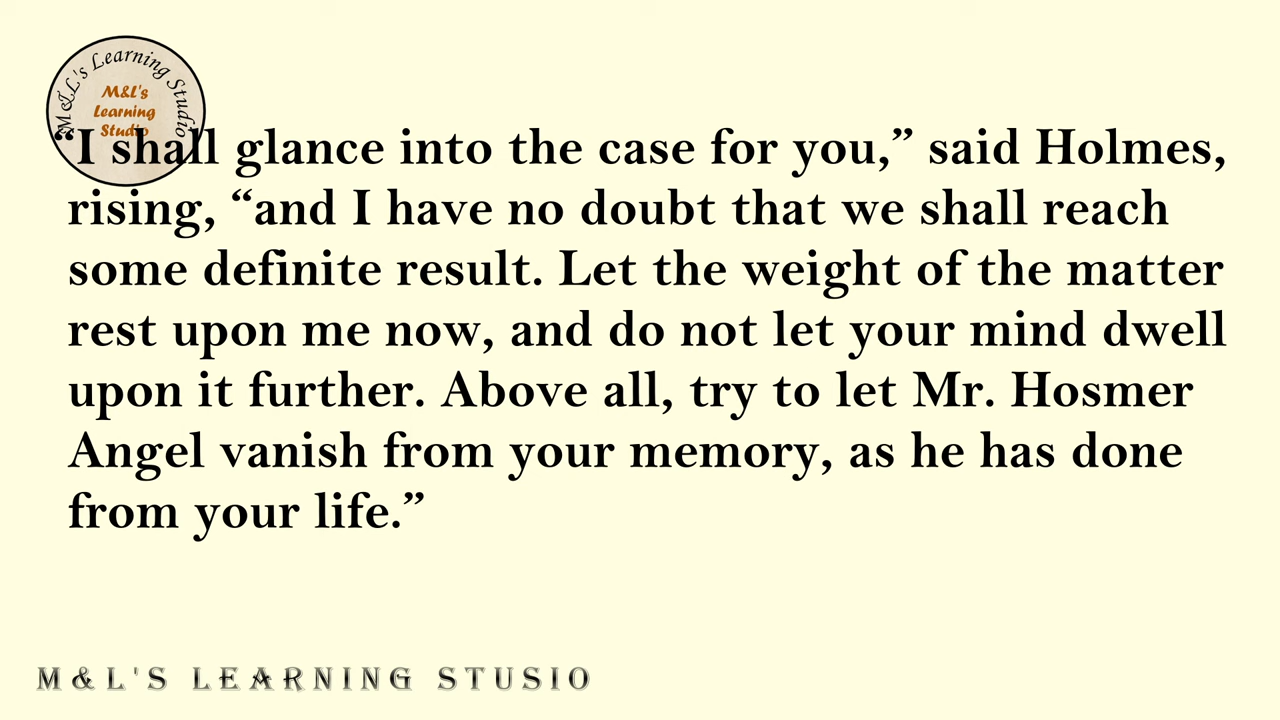 M&L's Learning Studio
M&L's
Learning
Studio
“I shall glance into the case for you,” said Holmes,
rising, “and I have no doubt that we shall reach
some definite result. Let the weight of the matter
rest upon me now, and do not let your mind dwell
upon it further. Above all, try to let Mr. Hosmer
Angel vanish from your memory, as he has done
from your life.”
M&L'S LEARNING STUSIO